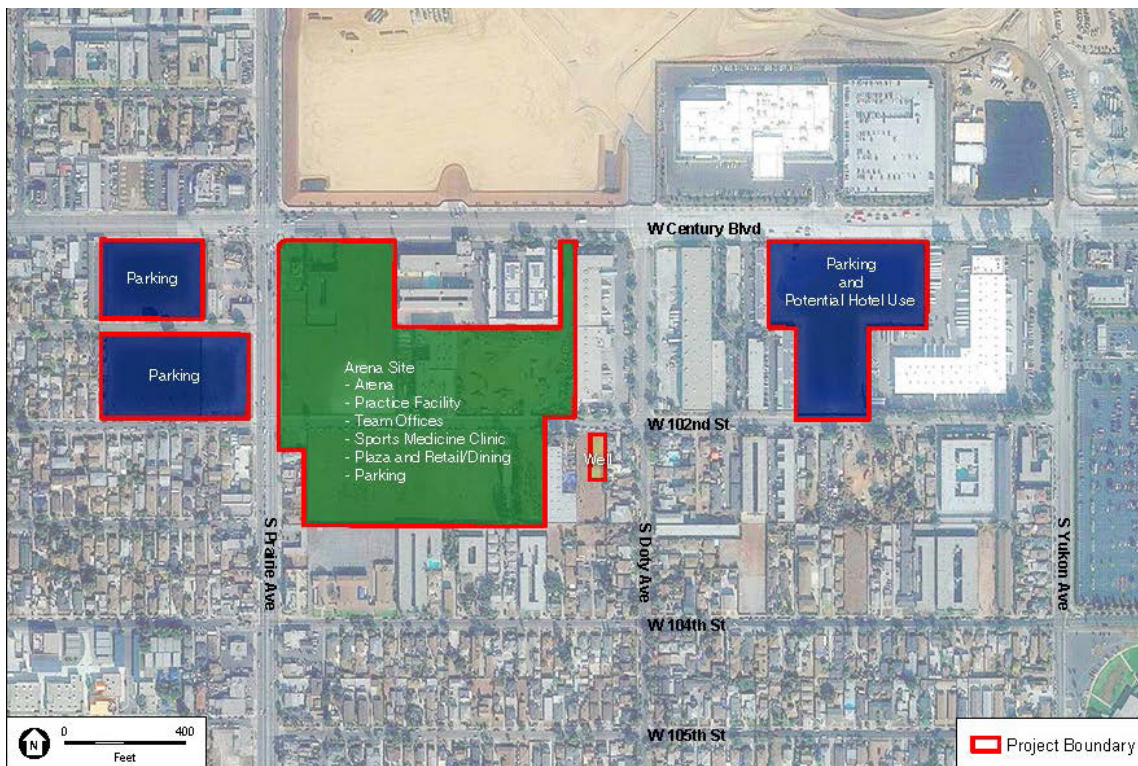 W Century Blvd
Parking
Parking
and
Potential Hotel Use
Parking
Arena Site
- Arena
- Practice Facility
- Team Offices
- Sports Medicine Clinic
- Plaza and Retail/Dining
- Parking
W 102nd St
Well
S Prairie Ave
S Doty Ave
S Yukon Ave
W 104th St
W 105th St
N
0 400
Feet
Project Boundary